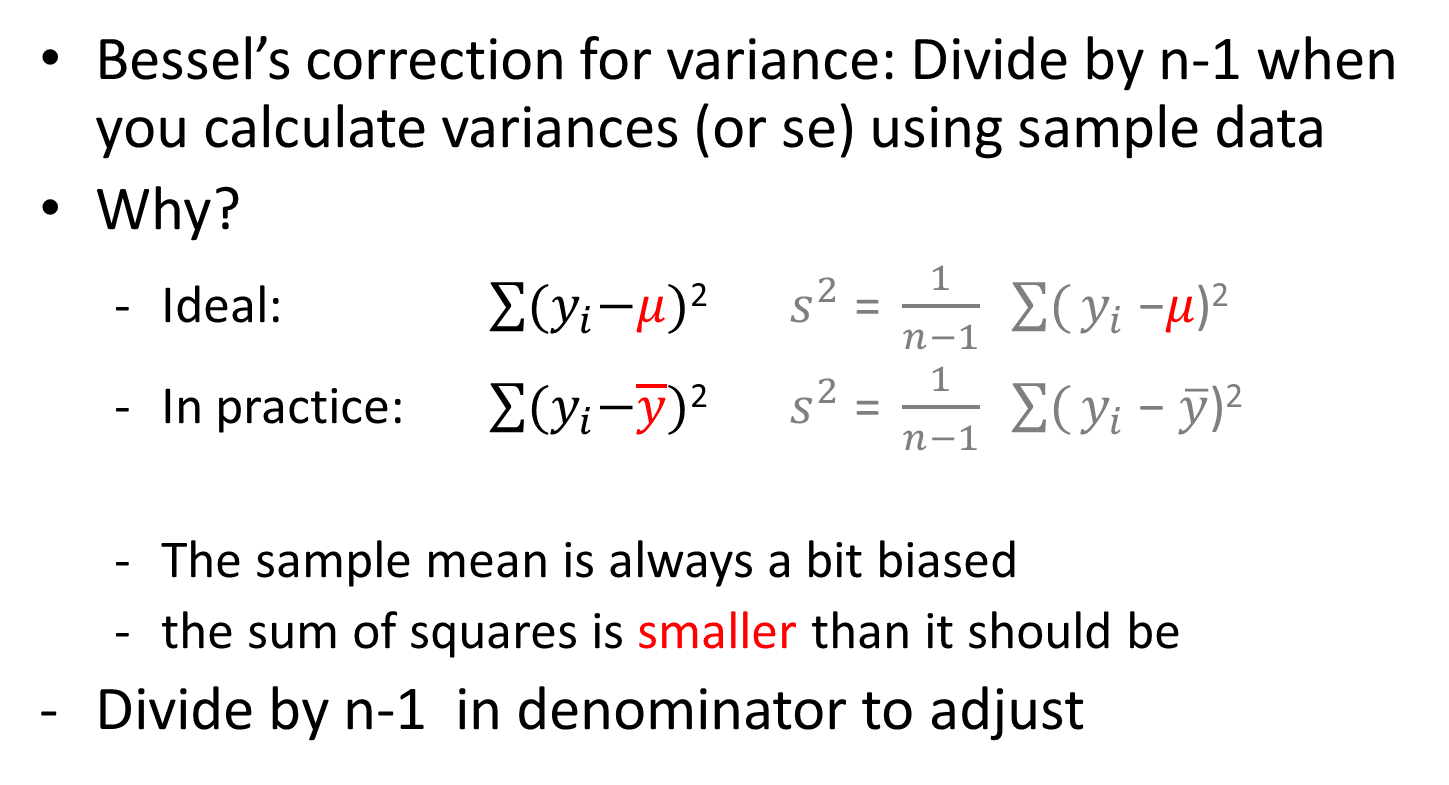 • Bessel’s correction for variance: Divide by n-1 when
you calculate variances (or se) using sample data
• Why?
- Ideal: ∑(yᵢ−μ)² s² = 1/(n−1) ∑( yᵢ −μ)²
- In practice: ∑(yᵢ−y̅)² s² = 1/(n−1) ∑( yᵢ − y̅)²
- The sample mean is always a bit biased
- the sum of squares is smaller than it should be
- Divide by n-1 in denominator to adjust